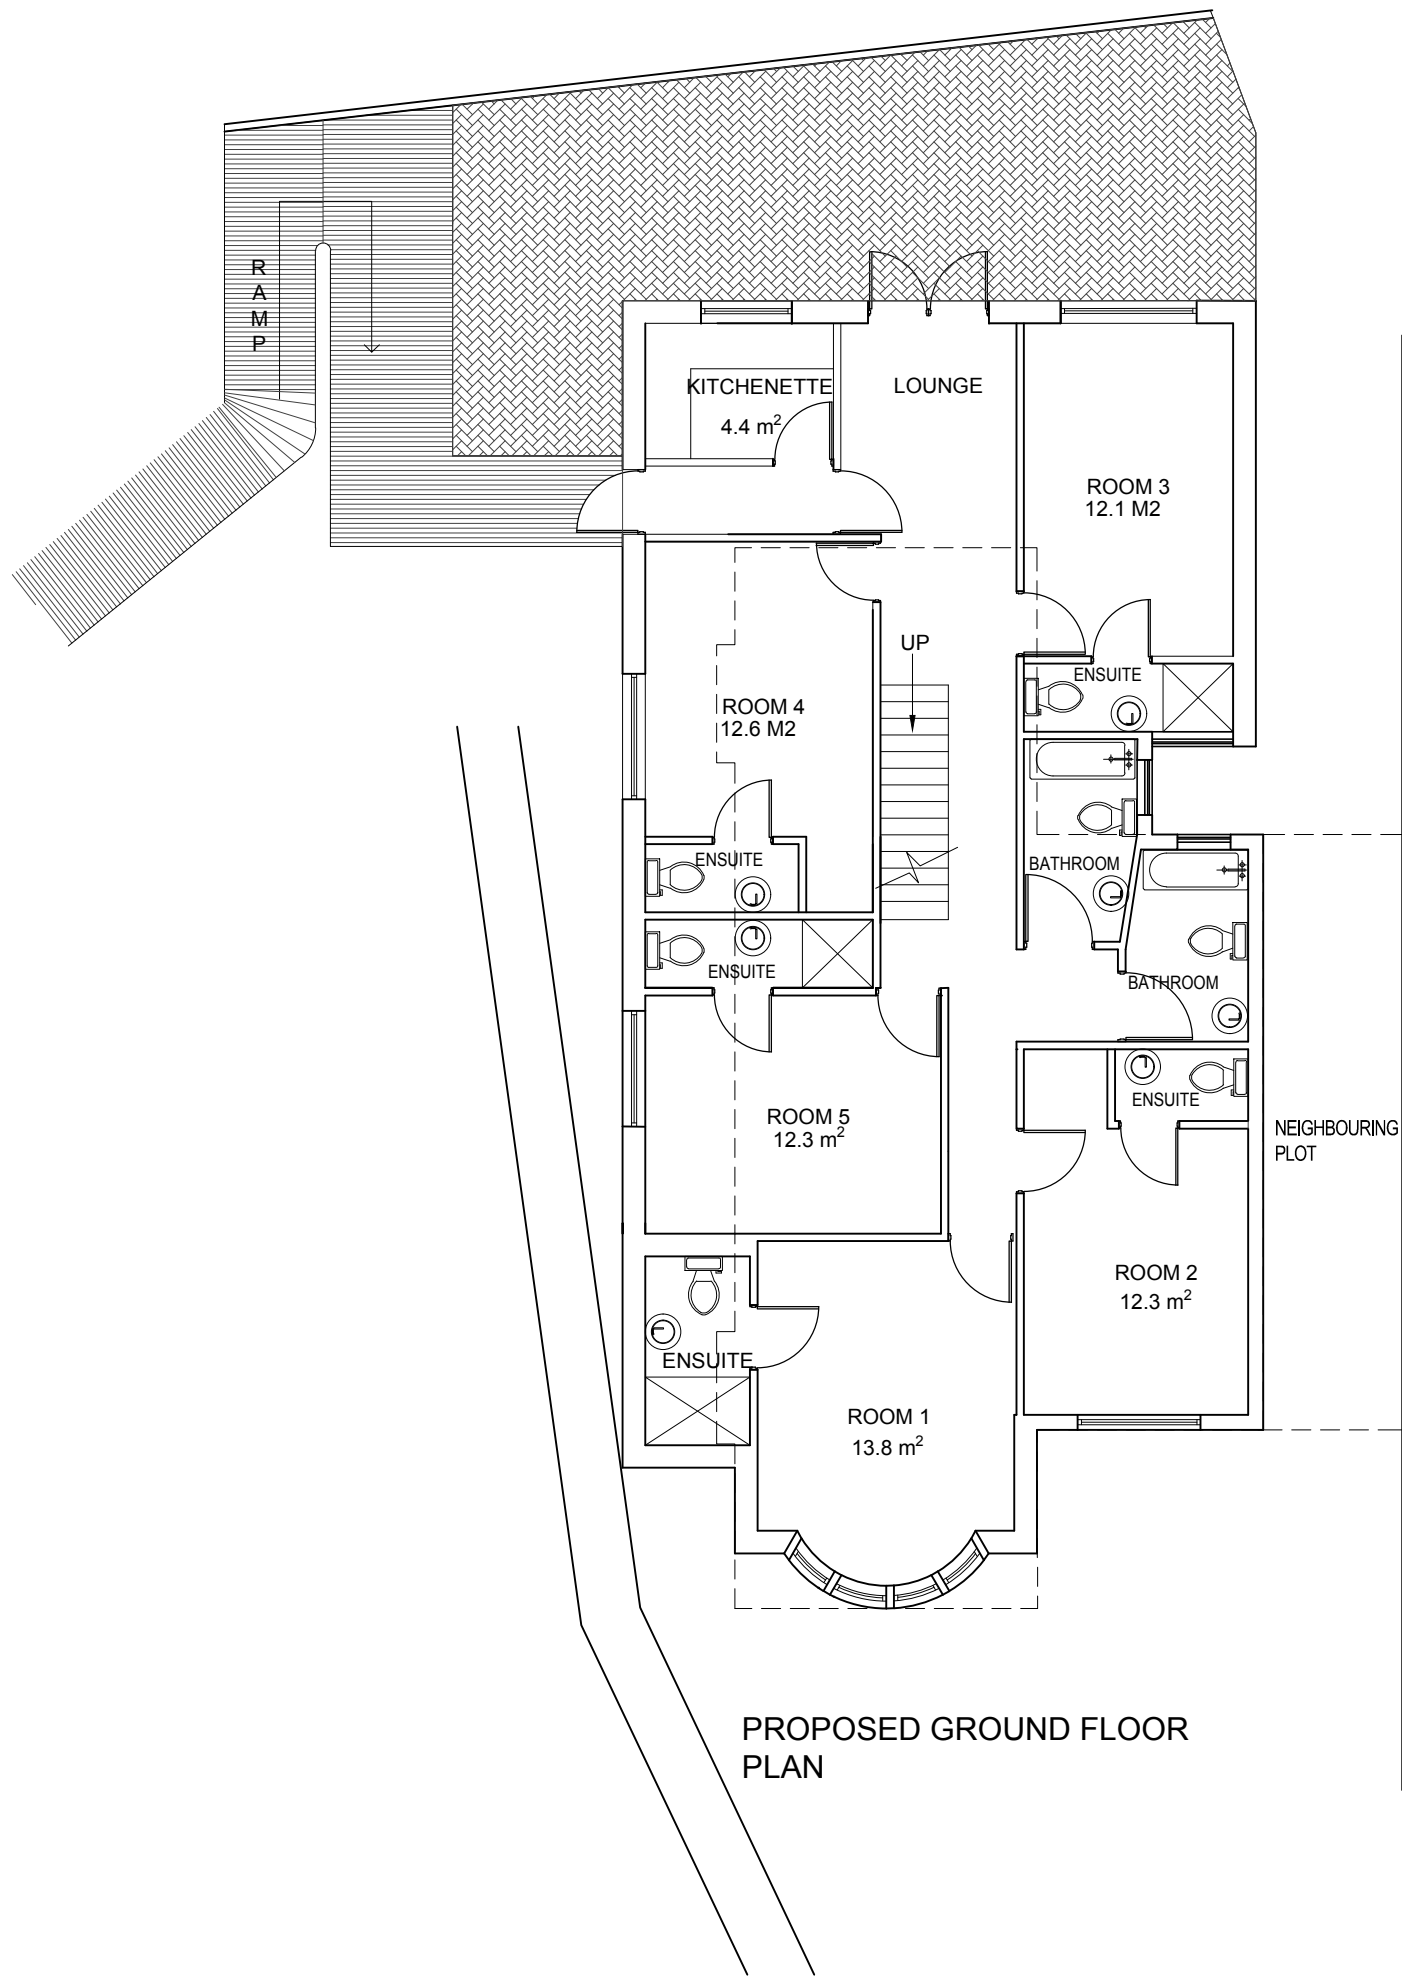 R
A
M
P
KITCHENETTE
4.4 m²
LOUNGE
ROOM 3
12.1 M2
UP
ENSUITE
ROOM 4
12.6 M2
ENSUITE
BATHROOM
ENSUITE
BATHROOM
ENSUITE
ROOM 5
12.3 m²
NEIGHBOURING
PLOT
ROOM 2
12.3 m²
ENSUITE
ROOM 1
13.8 m²
PROPOSED GROUND FLOOR
PLAN